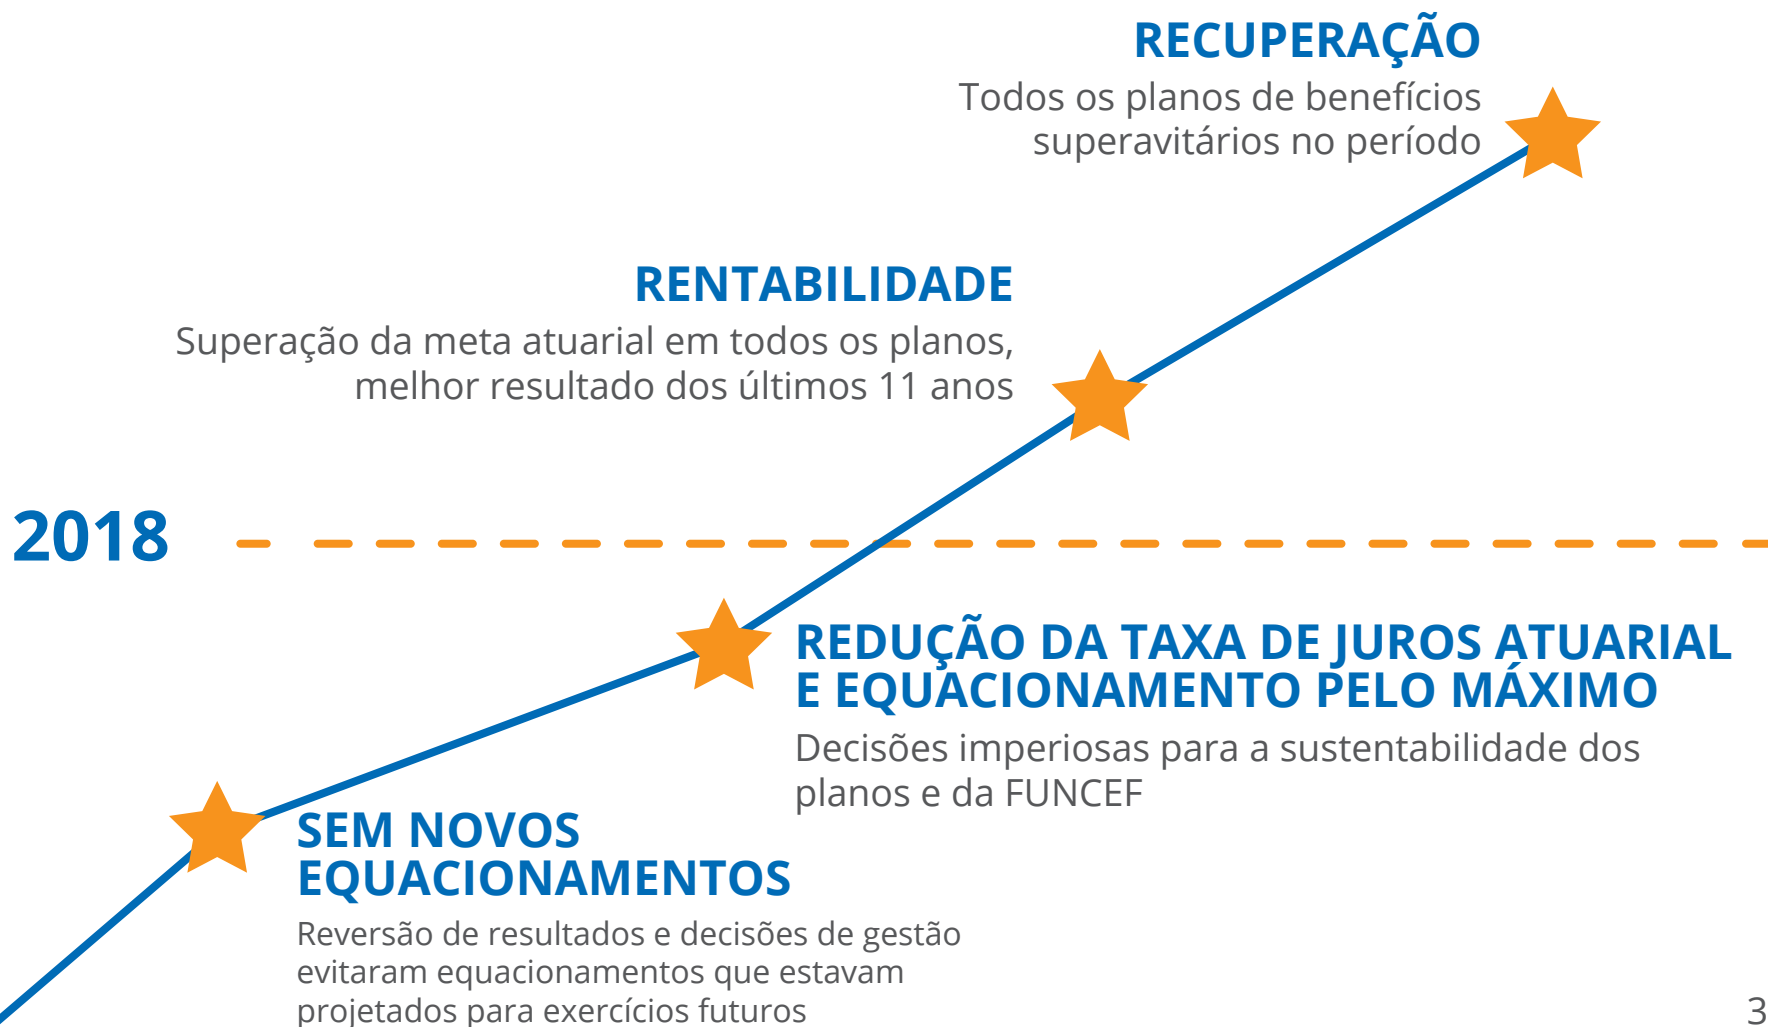 RECUPERAÇÃO
Todos os planos de benefícios
superavitários no período
RENTABILIDADE
Superação da meta atuarial em todos os planos,
melhor resultado dos últimos 11 anos
2018
REDUÇÃO DA TAXA DE JUROS ATUARIAL
E EQUACIONAMENTO PELO MÁXIMO
Decisões imperiosas para a sustentabilidade dos
planos e da FUNCEF
SEM NOVOS
EQUACIONAMENTOS
Reversão de resultados e decisões de gestão
evitaram equacionamentos que estavam
projetados para exercícios futuros
3